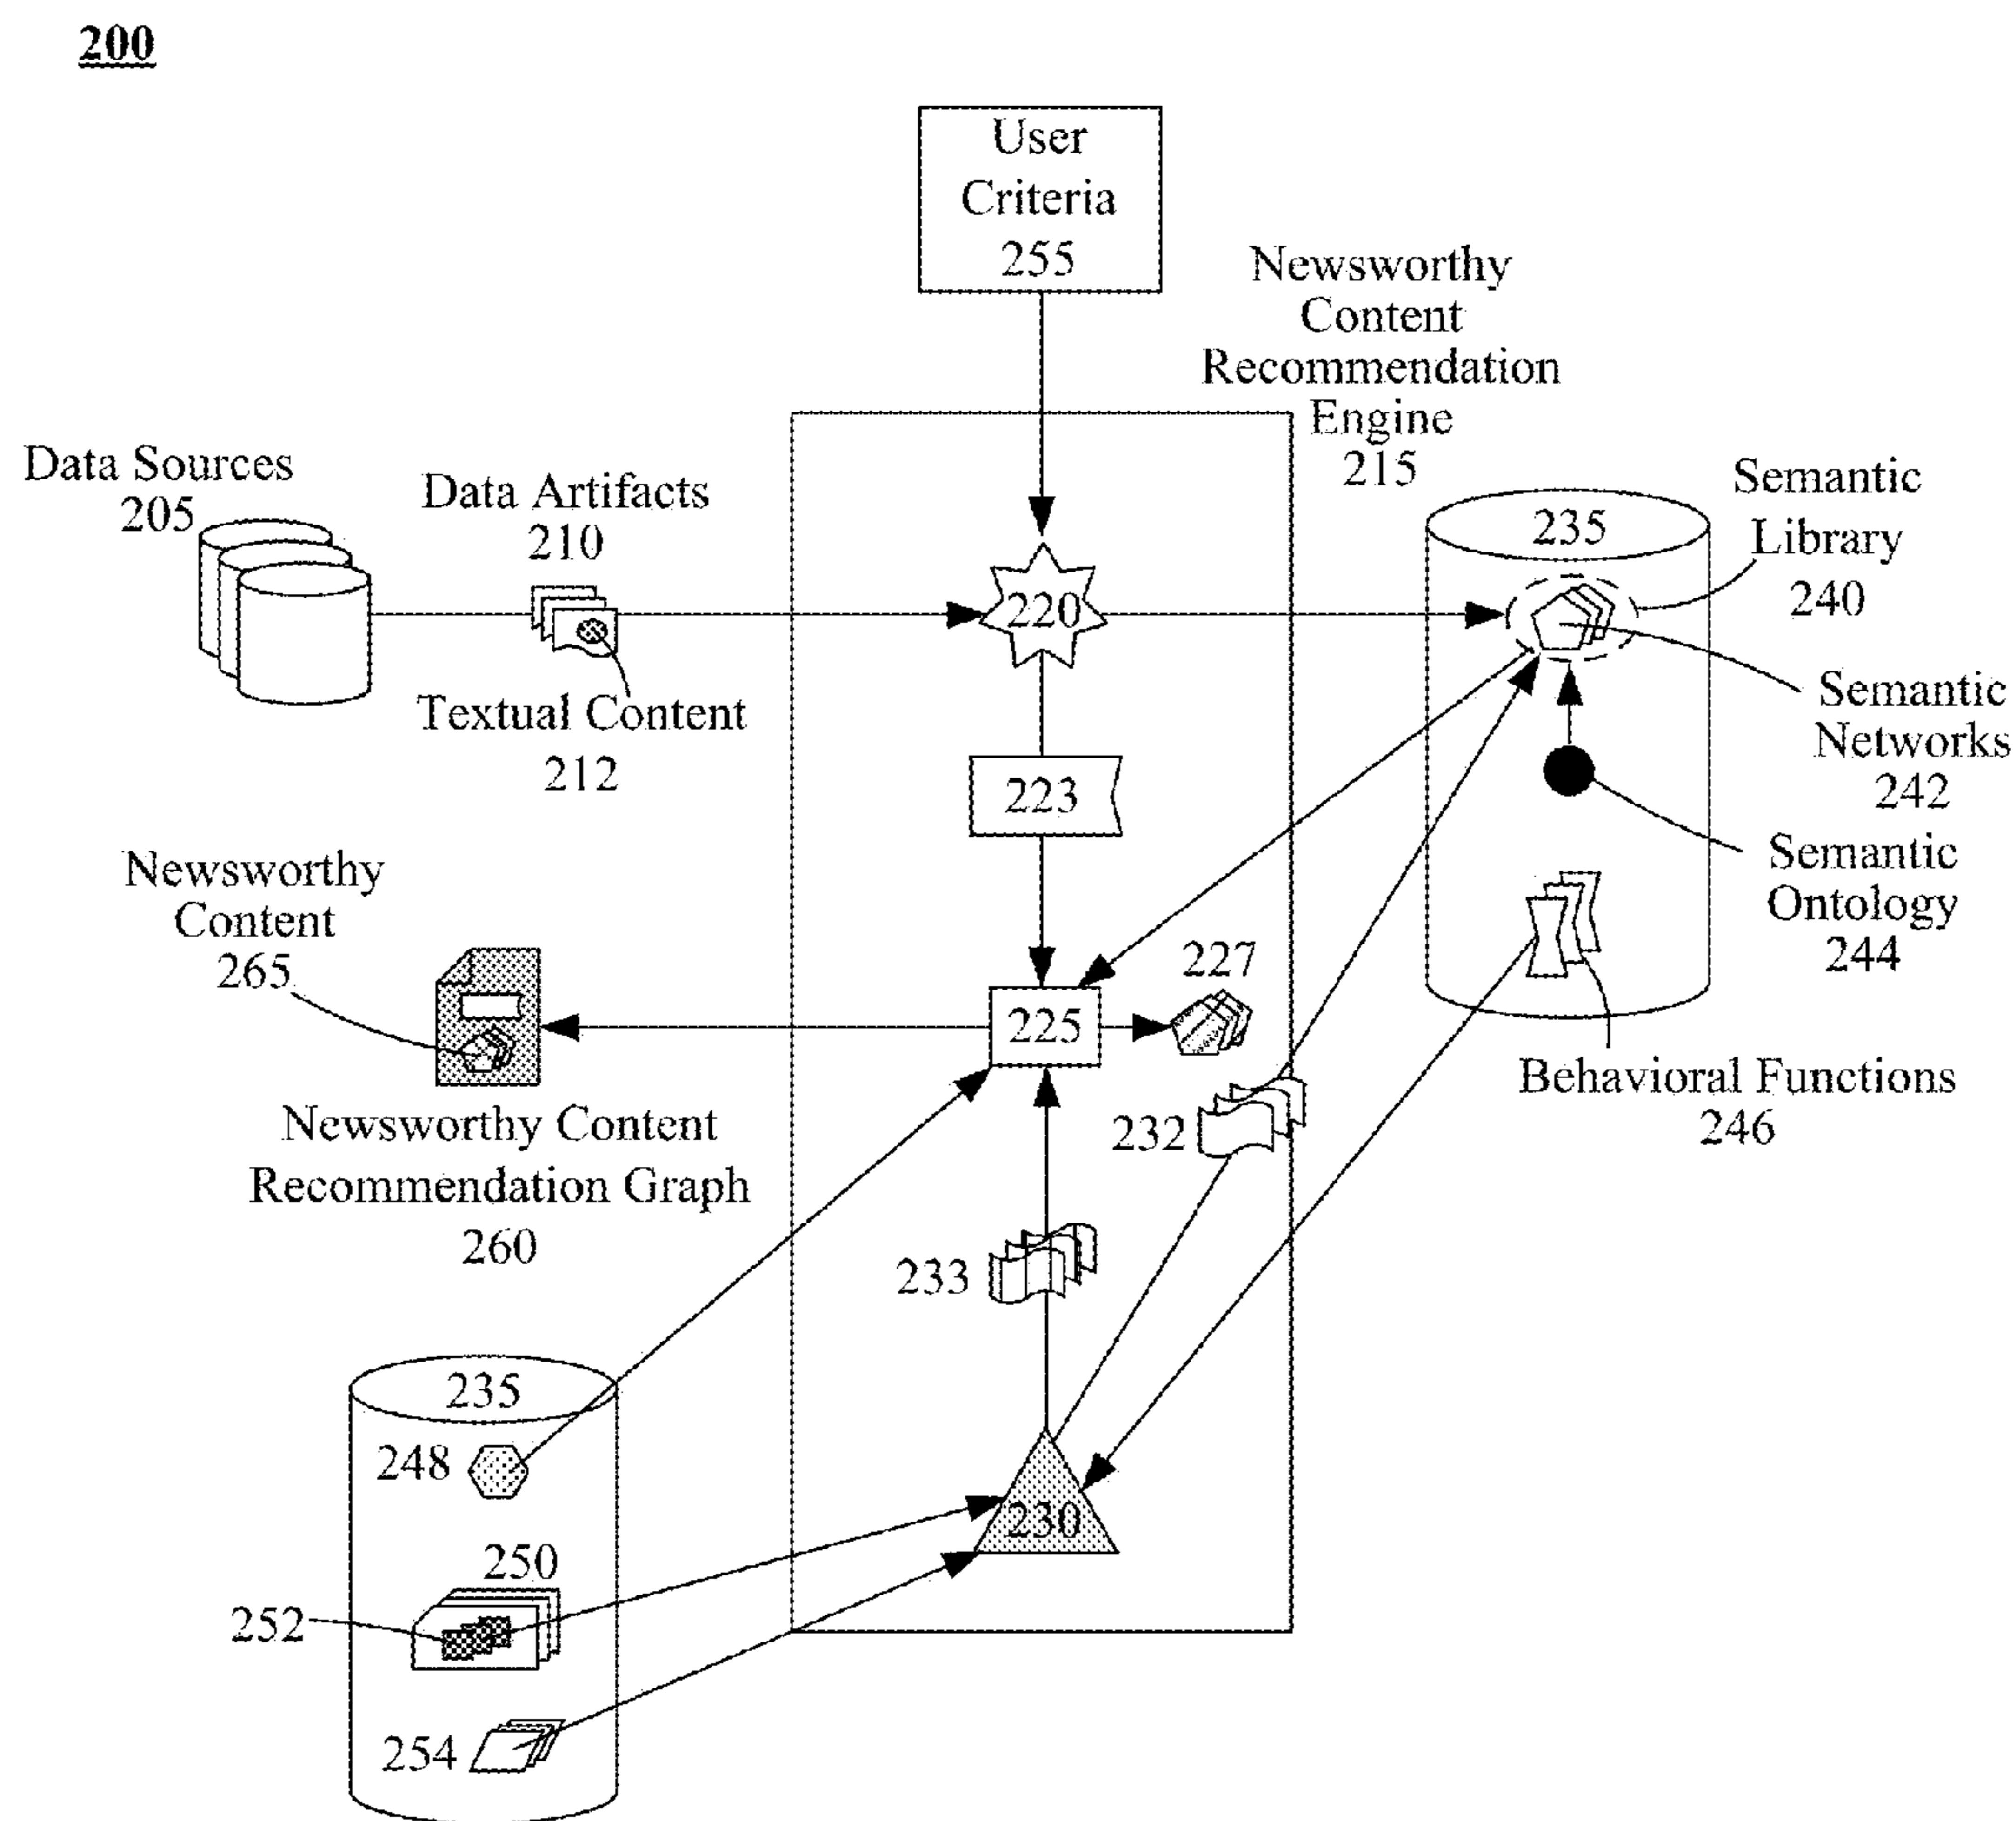 200
User
Criteria
255
Newsworthy
Content
Recommendation
Engine
215
Data Sources
205
Data Artifacts
210
Textual Content
212
220
235
Semantic
Library
240
Semantic
Networks
242
223
Semantic
Ontology
244
Newsworthy
Content
265
227
225
Behavioral Functions
246
232
Newsworthy Content
Recommendation Graph
260
233
235
248
230
250
252
254